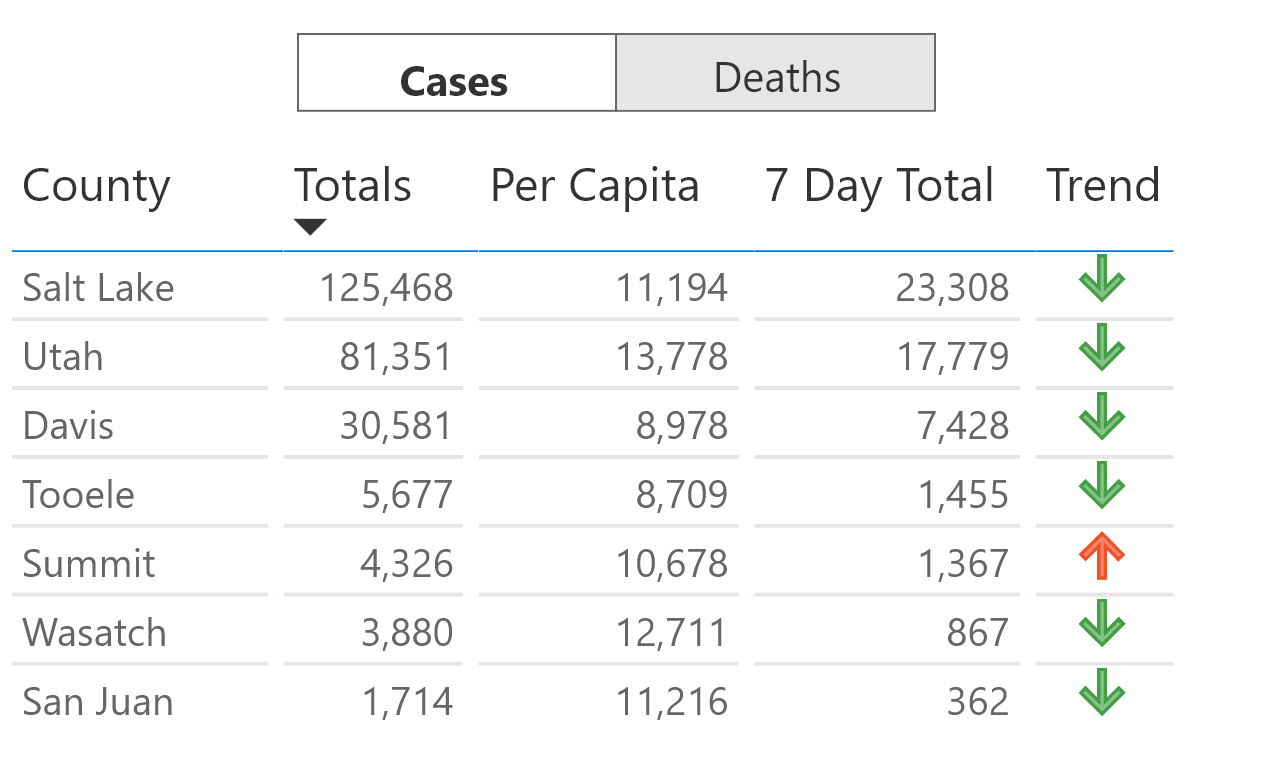 Cases Deaths
County Totals Per Capita 7 Day Total Trend
Salt Lake 125,468 11,194 23,308
Utah 81,351 13,778 17,779
Davis 30,581 8,978 7,428
Tooele 5,677 8,709 1,455
Summit 4,326 10,678 1,367
Wasatch 3,880 12,711 867
San Juan 1,714 11,216 362